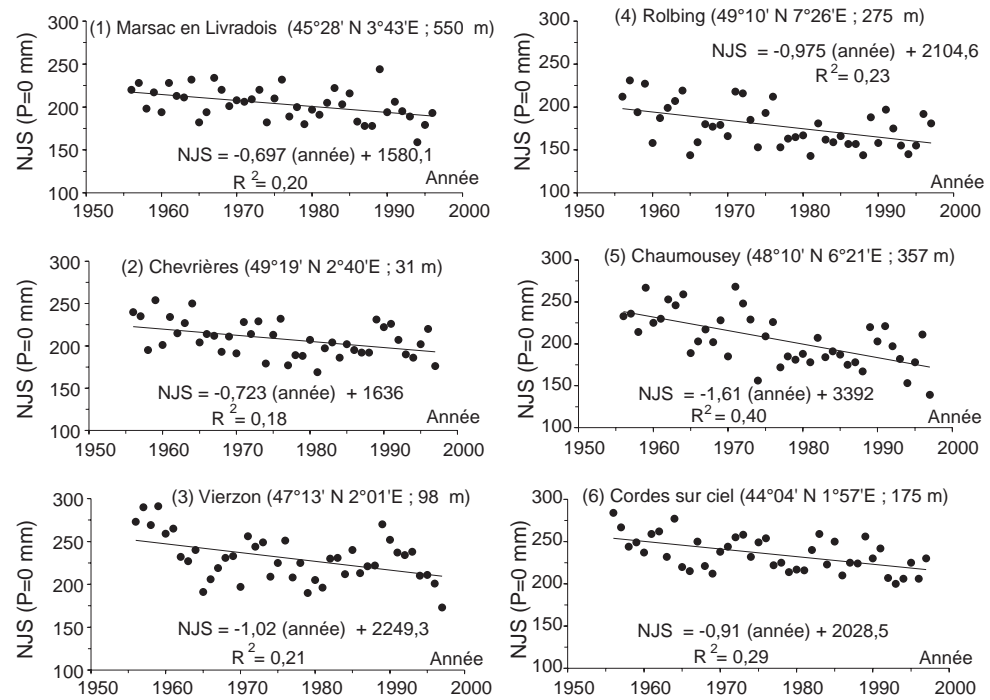 (1) Marsac en Livradois (45°28' N 3°43'E ; 550 m)
NJS (P=0 mm)
300
250
200
150
100
NJS = -0,697 (année) + 1580,1
R²= 0,20
Année
1950 1960 1970 1980 1990 2000
(4) Rolbing (49°10' N 7°26'E ; 275 m)
NJS (P=0 mm)
300
250
200
150
100
NJS = -0,975 (année) + 2104,6
R²= 0,23
Année
1950 1960 1970 1980 1990 2000
(2) Chevrières (49°19' N 2°40'E ; 31 m)
NJS (P=0 mm)
300
250
200
150
100
NJS = -0,723 (année) + 1636
R²= 0,18
Année
1950 1960 1970 1980 1990 2000
(5) Chaumousey (48°10' N 6°21'E ; 357 m)
NJS (P=0 mm)
300
250
200
150
100
NJS = -1,61 (année) + 3392
R²= 0,40
Année
1950 1960 1970 1980 1990 2000
(3) Vierzon (47°13' N 2°01'E ; 98 m)
NJS (P=0 mm)
300
250
200
150
100
NJS = -1,02 (année) + 2249,3
R²= 0,21
Année
1950 1960 1970 1980 1990 2000
(6) Cordes sur ciel (44°04' N 1°57'E ; 175 m)
NJS (P=0 mm)
300
250
200
150
100
NJS = -0,91 (année) + 2028,5
R²= 0,29
Année
1950 1960 1970 1980 1990 2000